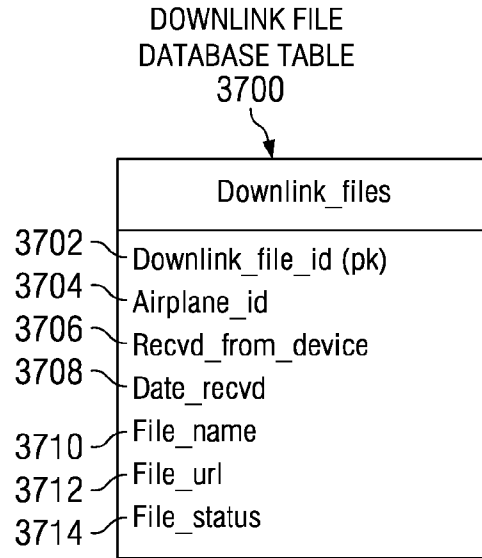 DOWNLINK FILE
DATABASE TABLE
3700
Downlink_files
3702 Downlink_file_id (pk)
3704 Airplane_id
3706 Recvd_from_device
3708 Date_recvd
3710 File_name
3712 File_url
3714 File_status